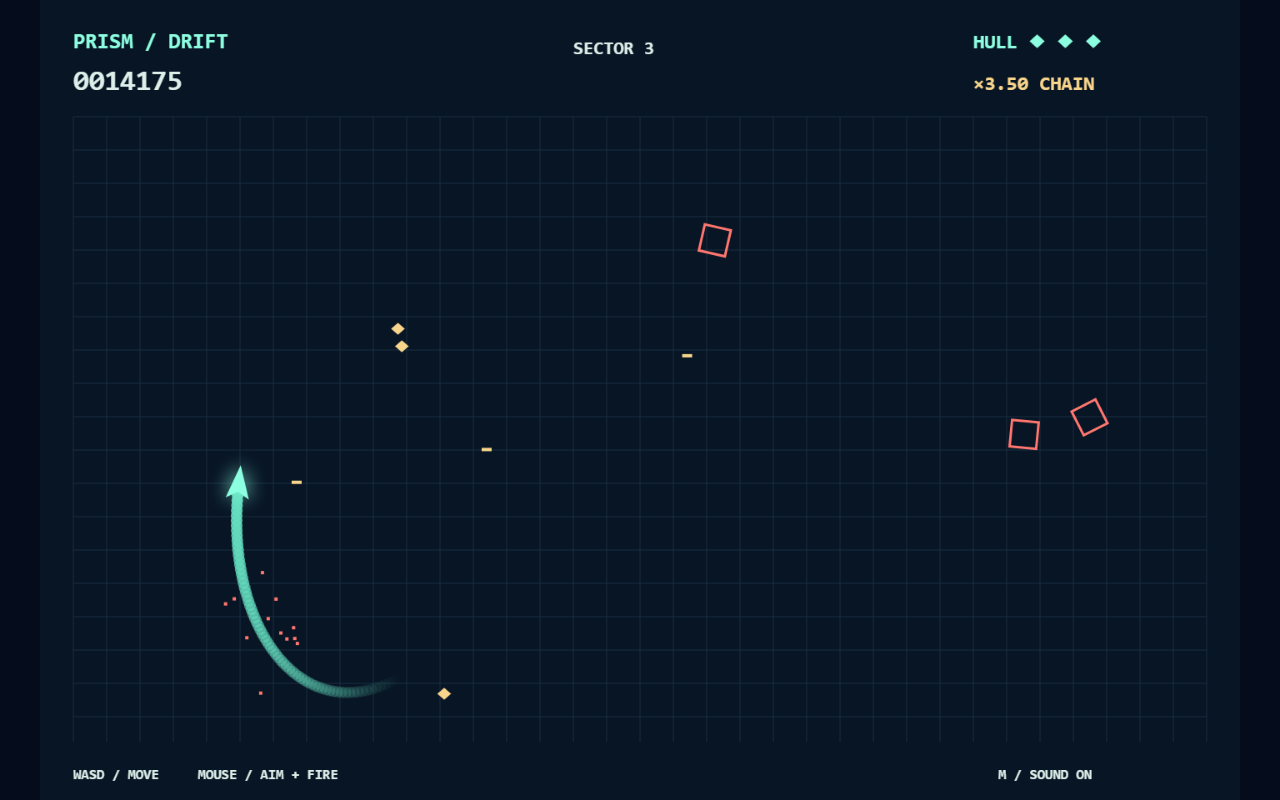 PRISM / DRIFT
SECTOR 3
HULL
0014175
×3.50 CHAIN
WASD / MOVE
MOUSE / AIM + FIRE
M / SOUND ON